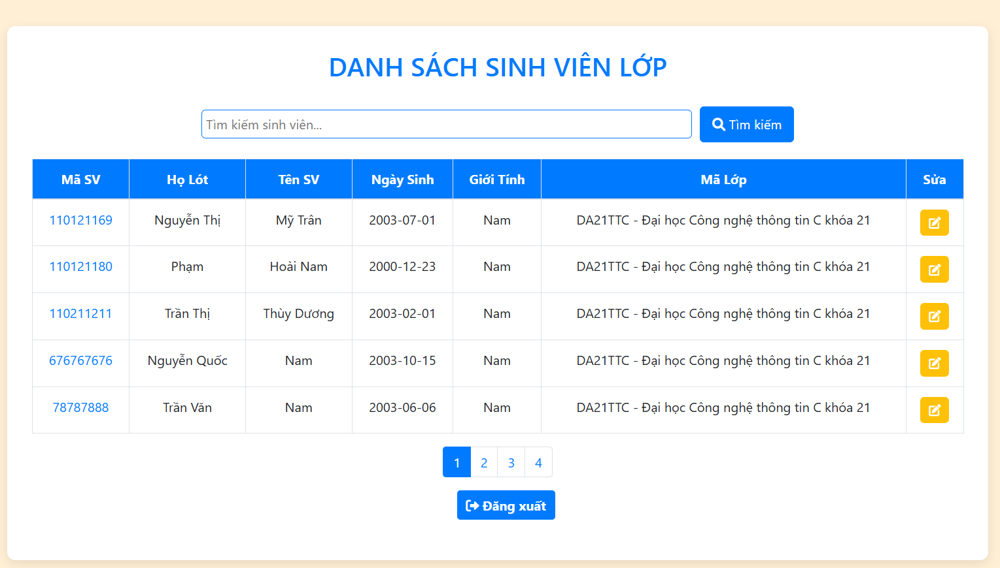 DANH SÁCH SINH VIÊN LỚP
Tìm kiếm sinh viên... Tìm kiếm
Mã SV Họ Lót Tên SV Ngày Sinh Giới Tính Mã Lớp Sửa
110121169 Nguyễn Thị Mỹ Trân 2003-07-01 Nam DA21TTC - Đại học Công nghệ thông tin C khóa 21
110121180 Phạm Hoài Nam 2000-12-23 Nam DA21TTC - Đại học Công nghệ thông tin C khóa 21
110211211 Trần Thị Thùy Dương 2003-02-01 Nam DA21TTC - Đại học Công nghệ thông tin C khóa 21
676767676 Nguyễn Quốc Nam 2003-10-15 Nam DA21TTC - Đại học Công nghệ thông tin C khóa 21
78787888 Trần Văn Nam 2003-06-06 Nam DA21TTC - Đại học Công nghệ thông tin C khóa 21
1 2 3 4
Đăng xuất